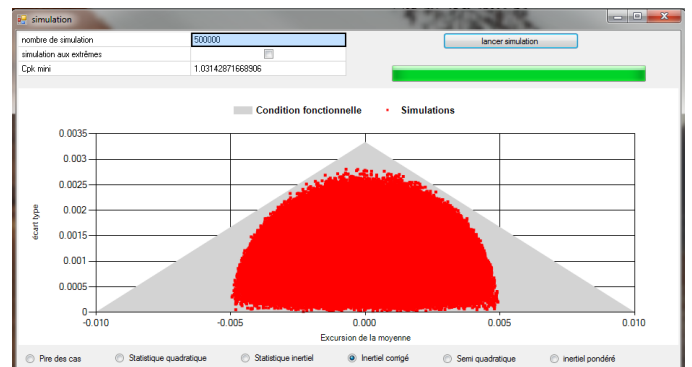 simulation
nombre de simulation 500000
lancer simulation
simulation aux extrêmes
Cpk mini 1.03142871668906
Condition fonctionnelle Simulations
0.0035
0.003
0.0025
0.002
0.0015
0.001
0.0005
0
écart type
-0.010 -0.005 0.000 0.005 0.010
Excursion de la moyenne
Pire des cas Statistique quadratique Statistique inertiel Inertiel corrigé Semi quadratique inertiel pondéré